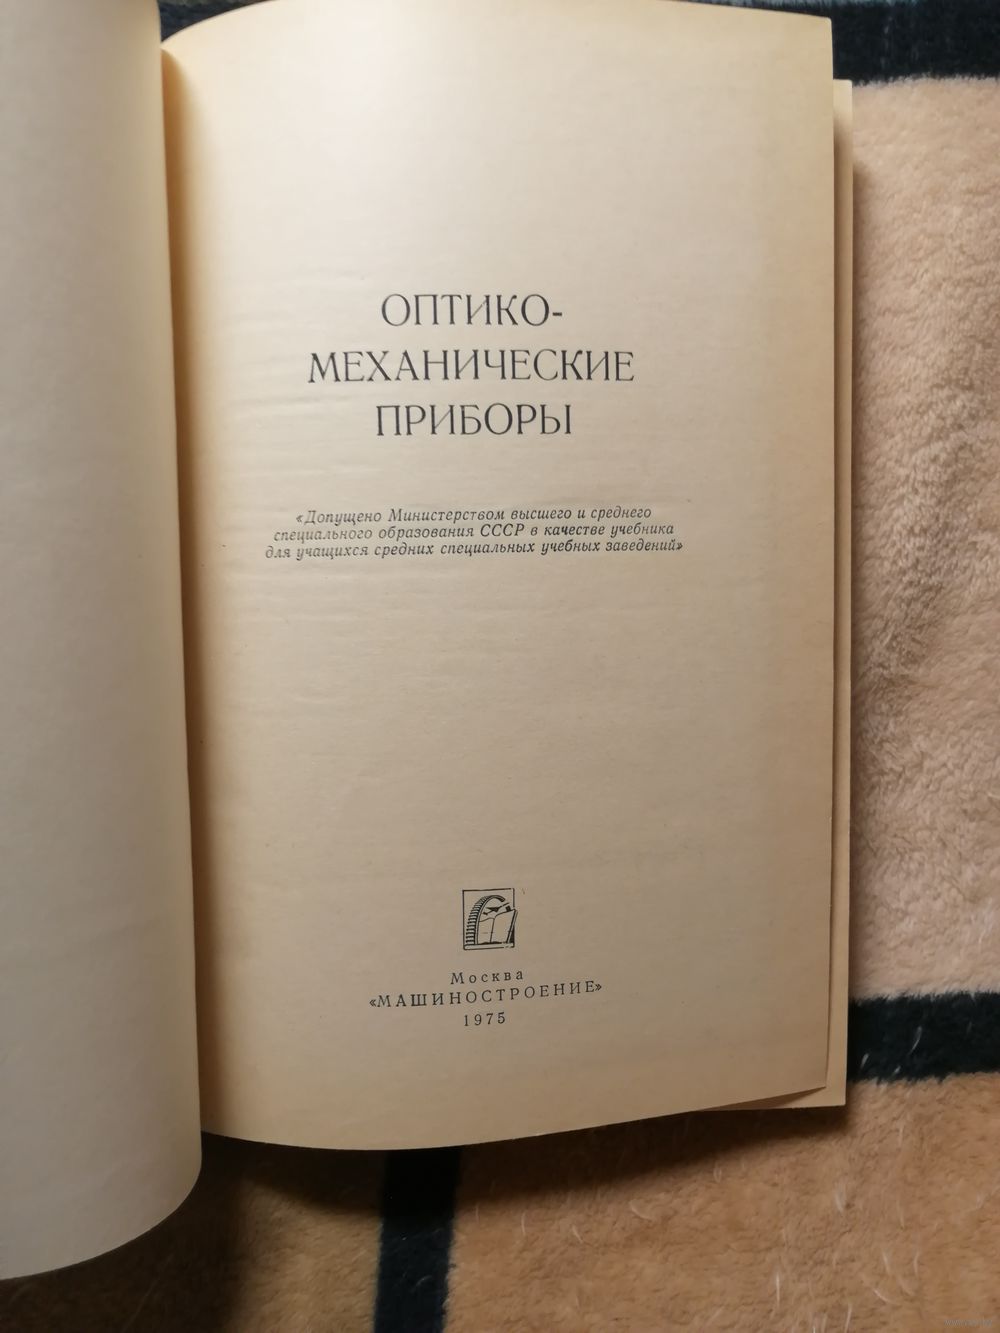 ОПТИКО-
МЕХАНИЧЕСКИЕ
ПРИБОРЫ
«Допущено Министерством высшего и среднего
специального образования СССР в качестве учебника
для учащихся средних специальных учебных заведений»
Москва
«МАШИНОСТРОЕНИЕ»
1975